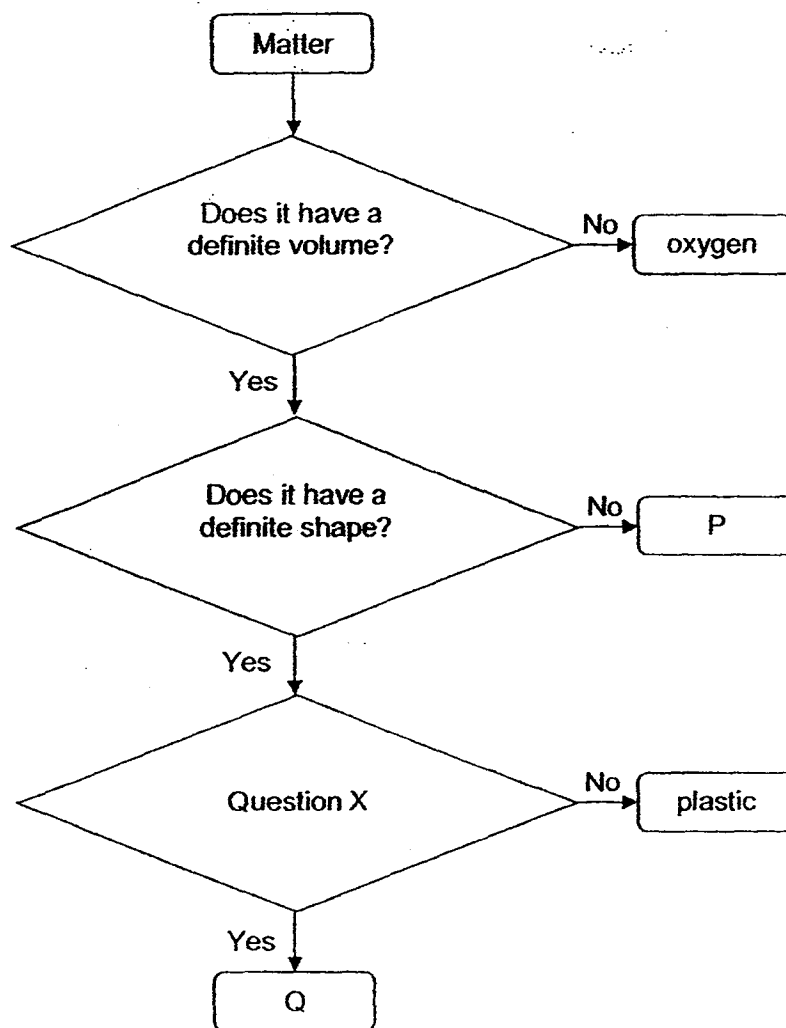 Matter
Does it have a
definite volume?
No
oxygen
Yes
Does it have a
definite shape?
No
P
Yes
Question X
No
plastic
Yes
Q